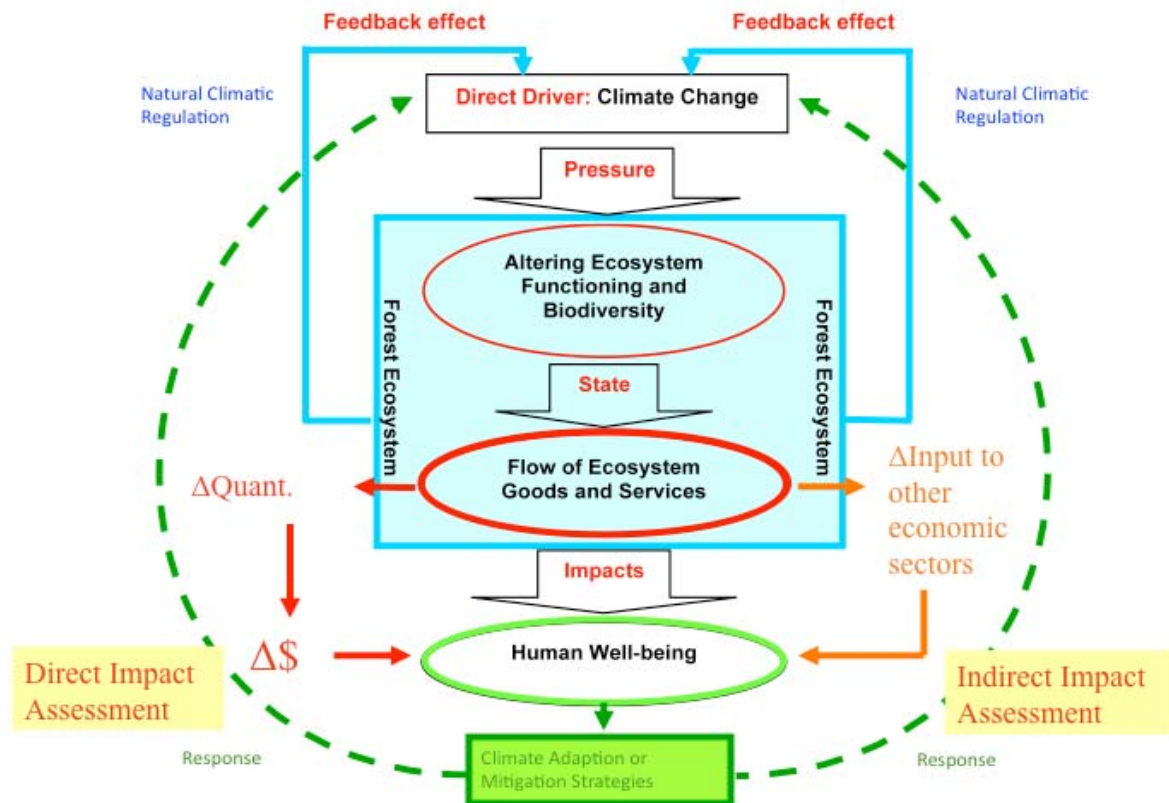 Feedback effect
Feedback effect
Natural Climatic
Regulation
Direct Driver: Climate Change
Natural Climatic
Regulation
Pressure
Altering Ecosystem
Functioning and
Biodiversity
Forest Ecosystem
Forest Ecosystem
State
Flow of Ecosystem
Goods and Services
ΔQuant.
ΔInput to
other
economic
sectors
Impacts
Δ$
Human Well-being
Direct Impact
Assessment
Indirect Impact
Assessment
Response
Climate Adaption or
Mitigation Strategies
Response